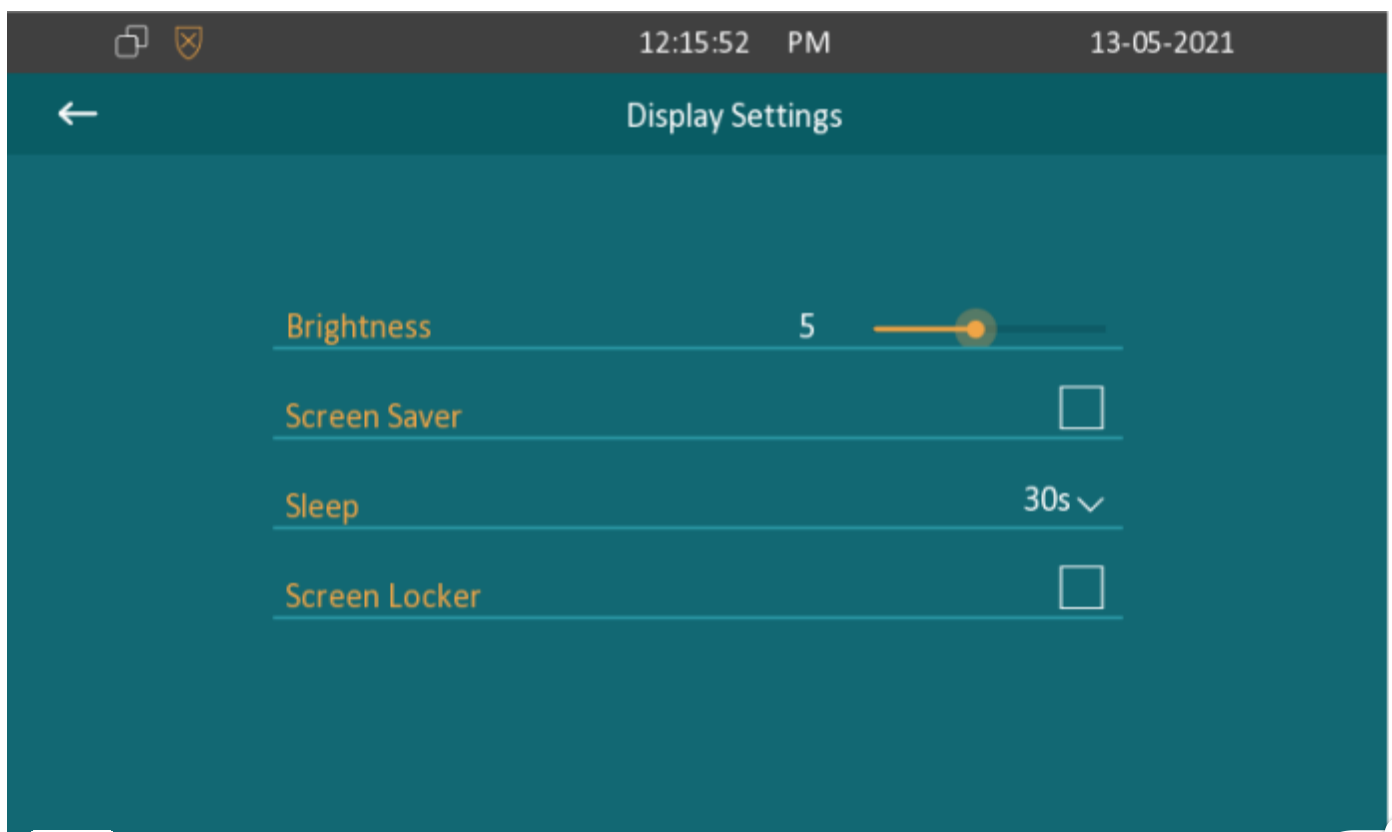 12:15:52 PM 13-05-2021
Display Settings
Brightness 5
Screen Saver
Sleep 30s
Screen Locker